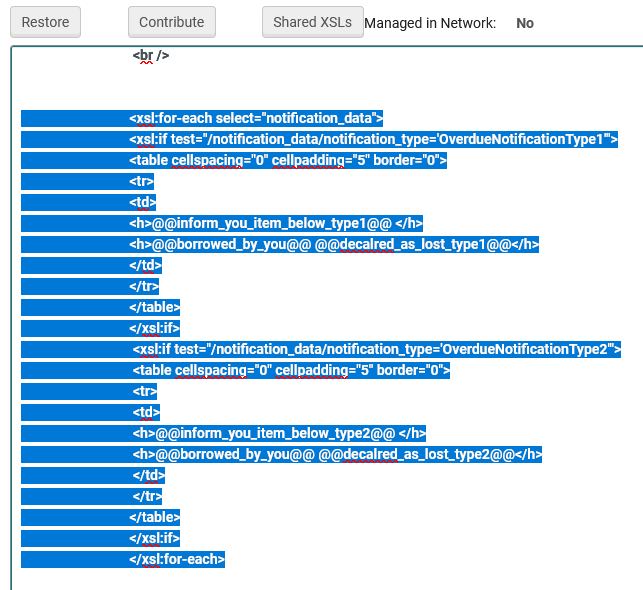 Restore Contribute Shared XSLs Managed in Network: No
<br />
<xsl:for-each select="notification_data">
<xsl:if test="/notification_data/notification_type='OverdueNotificationType1'">
<table cellspacing="0" cellpadding="5" border="0">
<tr>
<td>
<h>@@inform_you_item_below_type1@@ </h>
<h>@@borrowed_by_you@@ @@decalred_as_lost_type1@@</h>
</td>
</tr>
</table>
</xsl:if>
<xsl:if test="/notification_data/notification_type='OverdueNotificationType2'">
<table cellspacing="0" cellpadding="5" border="0">
<tr>
<td>
<h>@@inform_you_item_below_type2@@ </h>
<h>@@borrowed_by_you@@ @@decalred_as_lost_type2@@</h>
</td>
</tr>
</table>
</xsl:if>
</xsl:for-each>